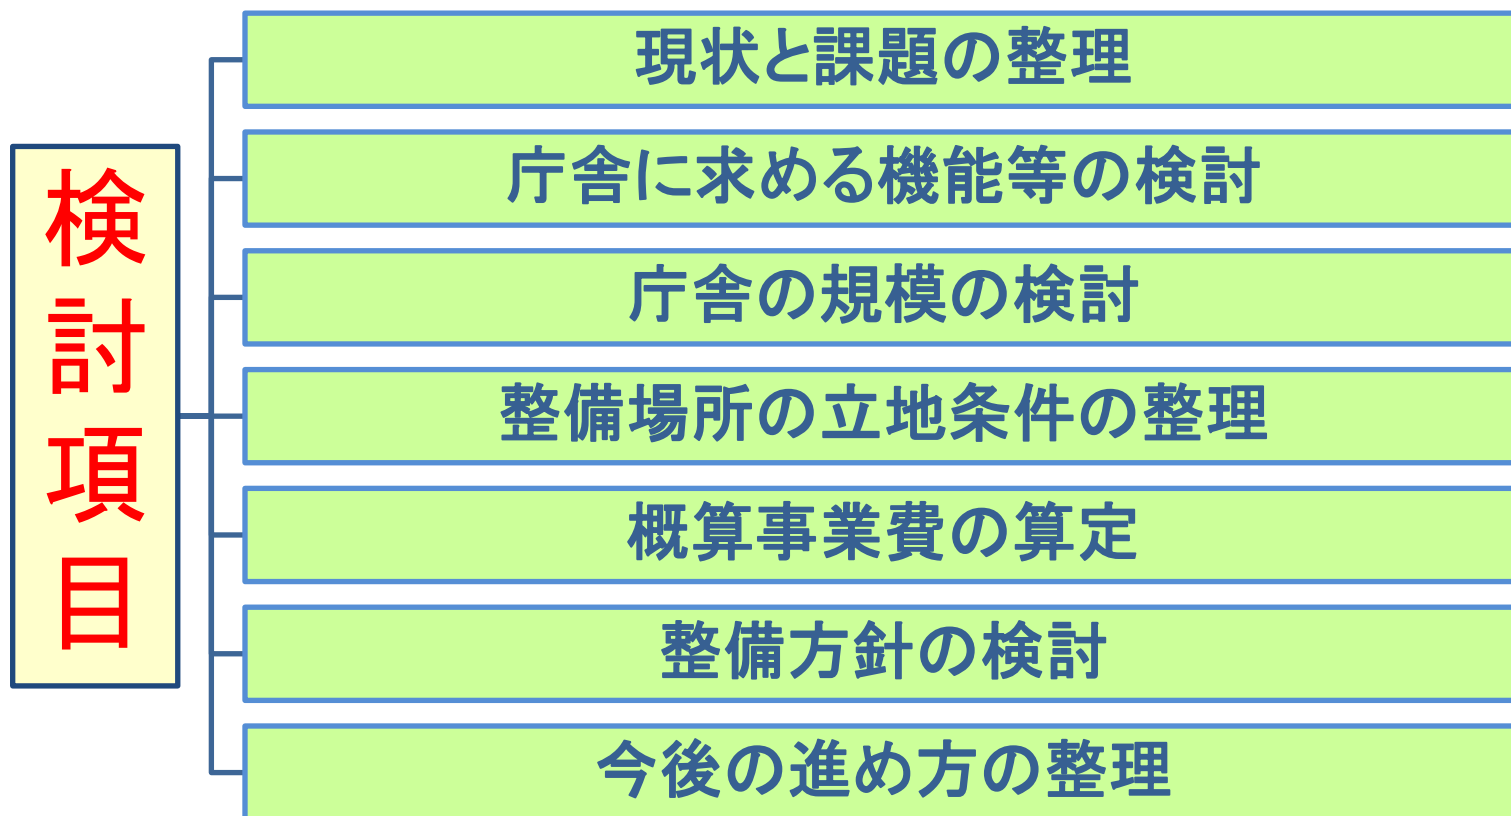 検討項目
現状と課題の整理
庁舎に求める機能等の検討
庁舎の規模の検討
整備場所の立地条件の整理
概算事業費の算定
整備方針の検討
今後の進め方の整理